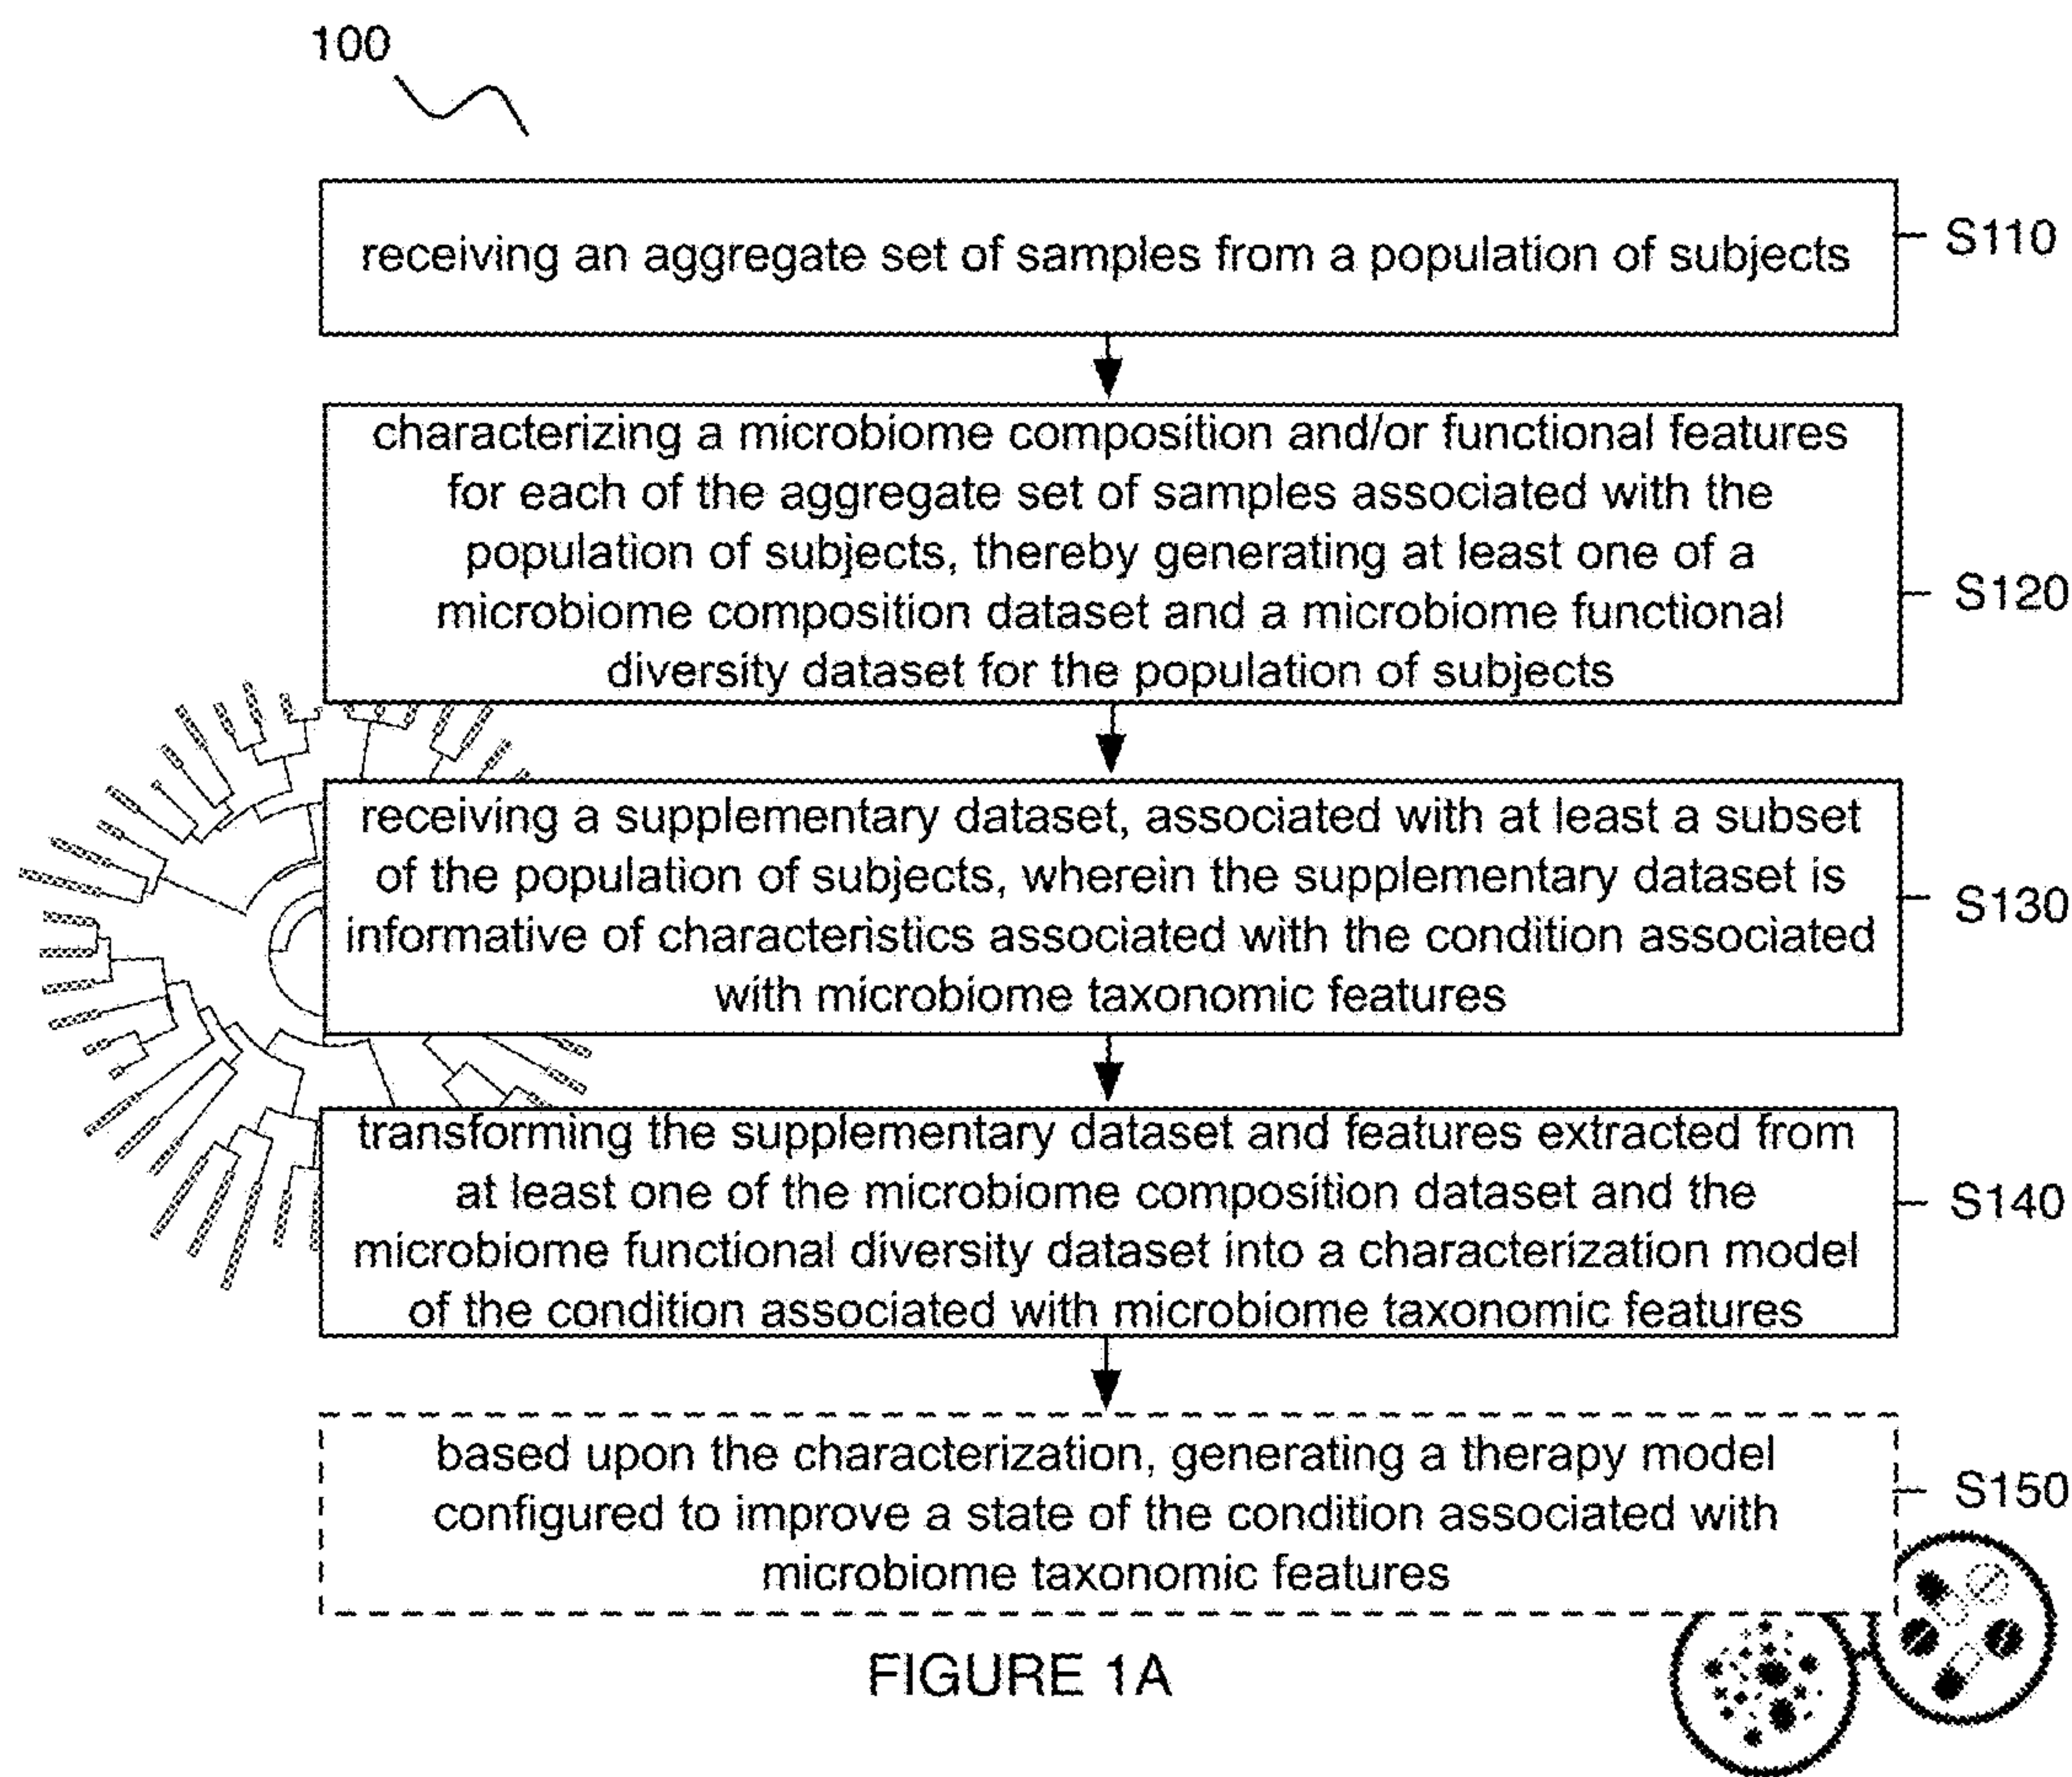 100
receiving an aggregate set of samples from a population of subjects
S110
characterizing a microbiome composition and/or functional features
for each of the aggregate set of samples associated with the
population of subjects, thereby generating at least one of a
microbiome composition dataset and a microbiome functional
diversity dataset for the population of subjects
S120
receiving a supplementary dataset, associated with at least a subset
of the population of subjects, wherein the supplementary dataset is
informative of characteristics associated with the condition associated
with microbiome taxonomic features
S130
transforming the supplementary dataset and features extracted from
at least one of the microbiome composition dataset and the
microbiome functional diversity dataset into a characterization model
of the condition associated with microbiome taxonomic features
S140
based upon the characterization, generating a therapy model
configured to improve a state of the condition associated with
microbiome taxonomic features
S150
FIGURE 1A